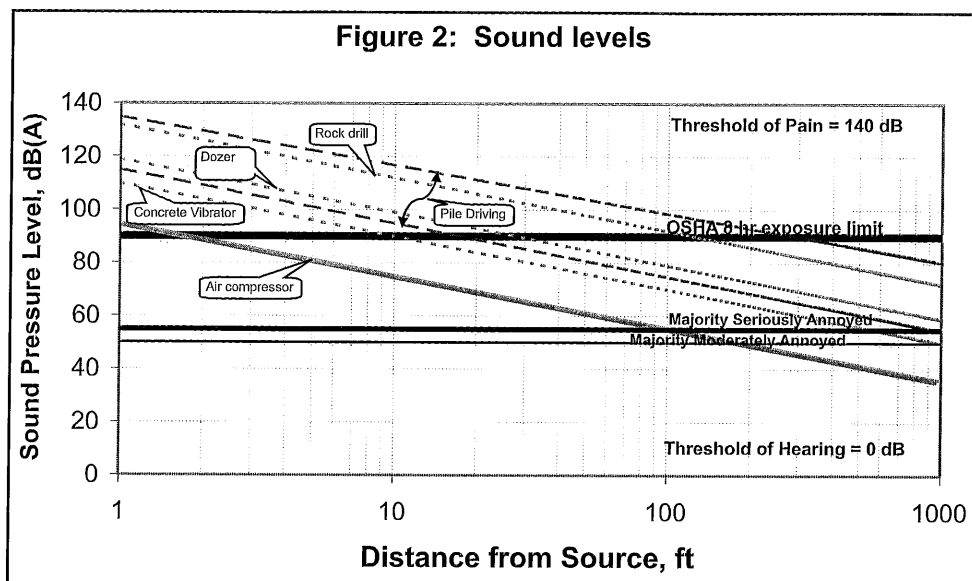 Figure 2: Sound levels
Sound Pressure Level, dB(A)
140
120
100
80
60
40
20
0
Threshold of Pain = 140 dB
Rock drill
Dozer
Concrete Vibrator
Pile Driving
OSHA 8 hr exposure limit
Air compressor
Majority Seriously Annoyed
Majority Moderately Annoyed
Threshold of Hearing = 0 dB
1
10
100
1000
Distance from Source, ft